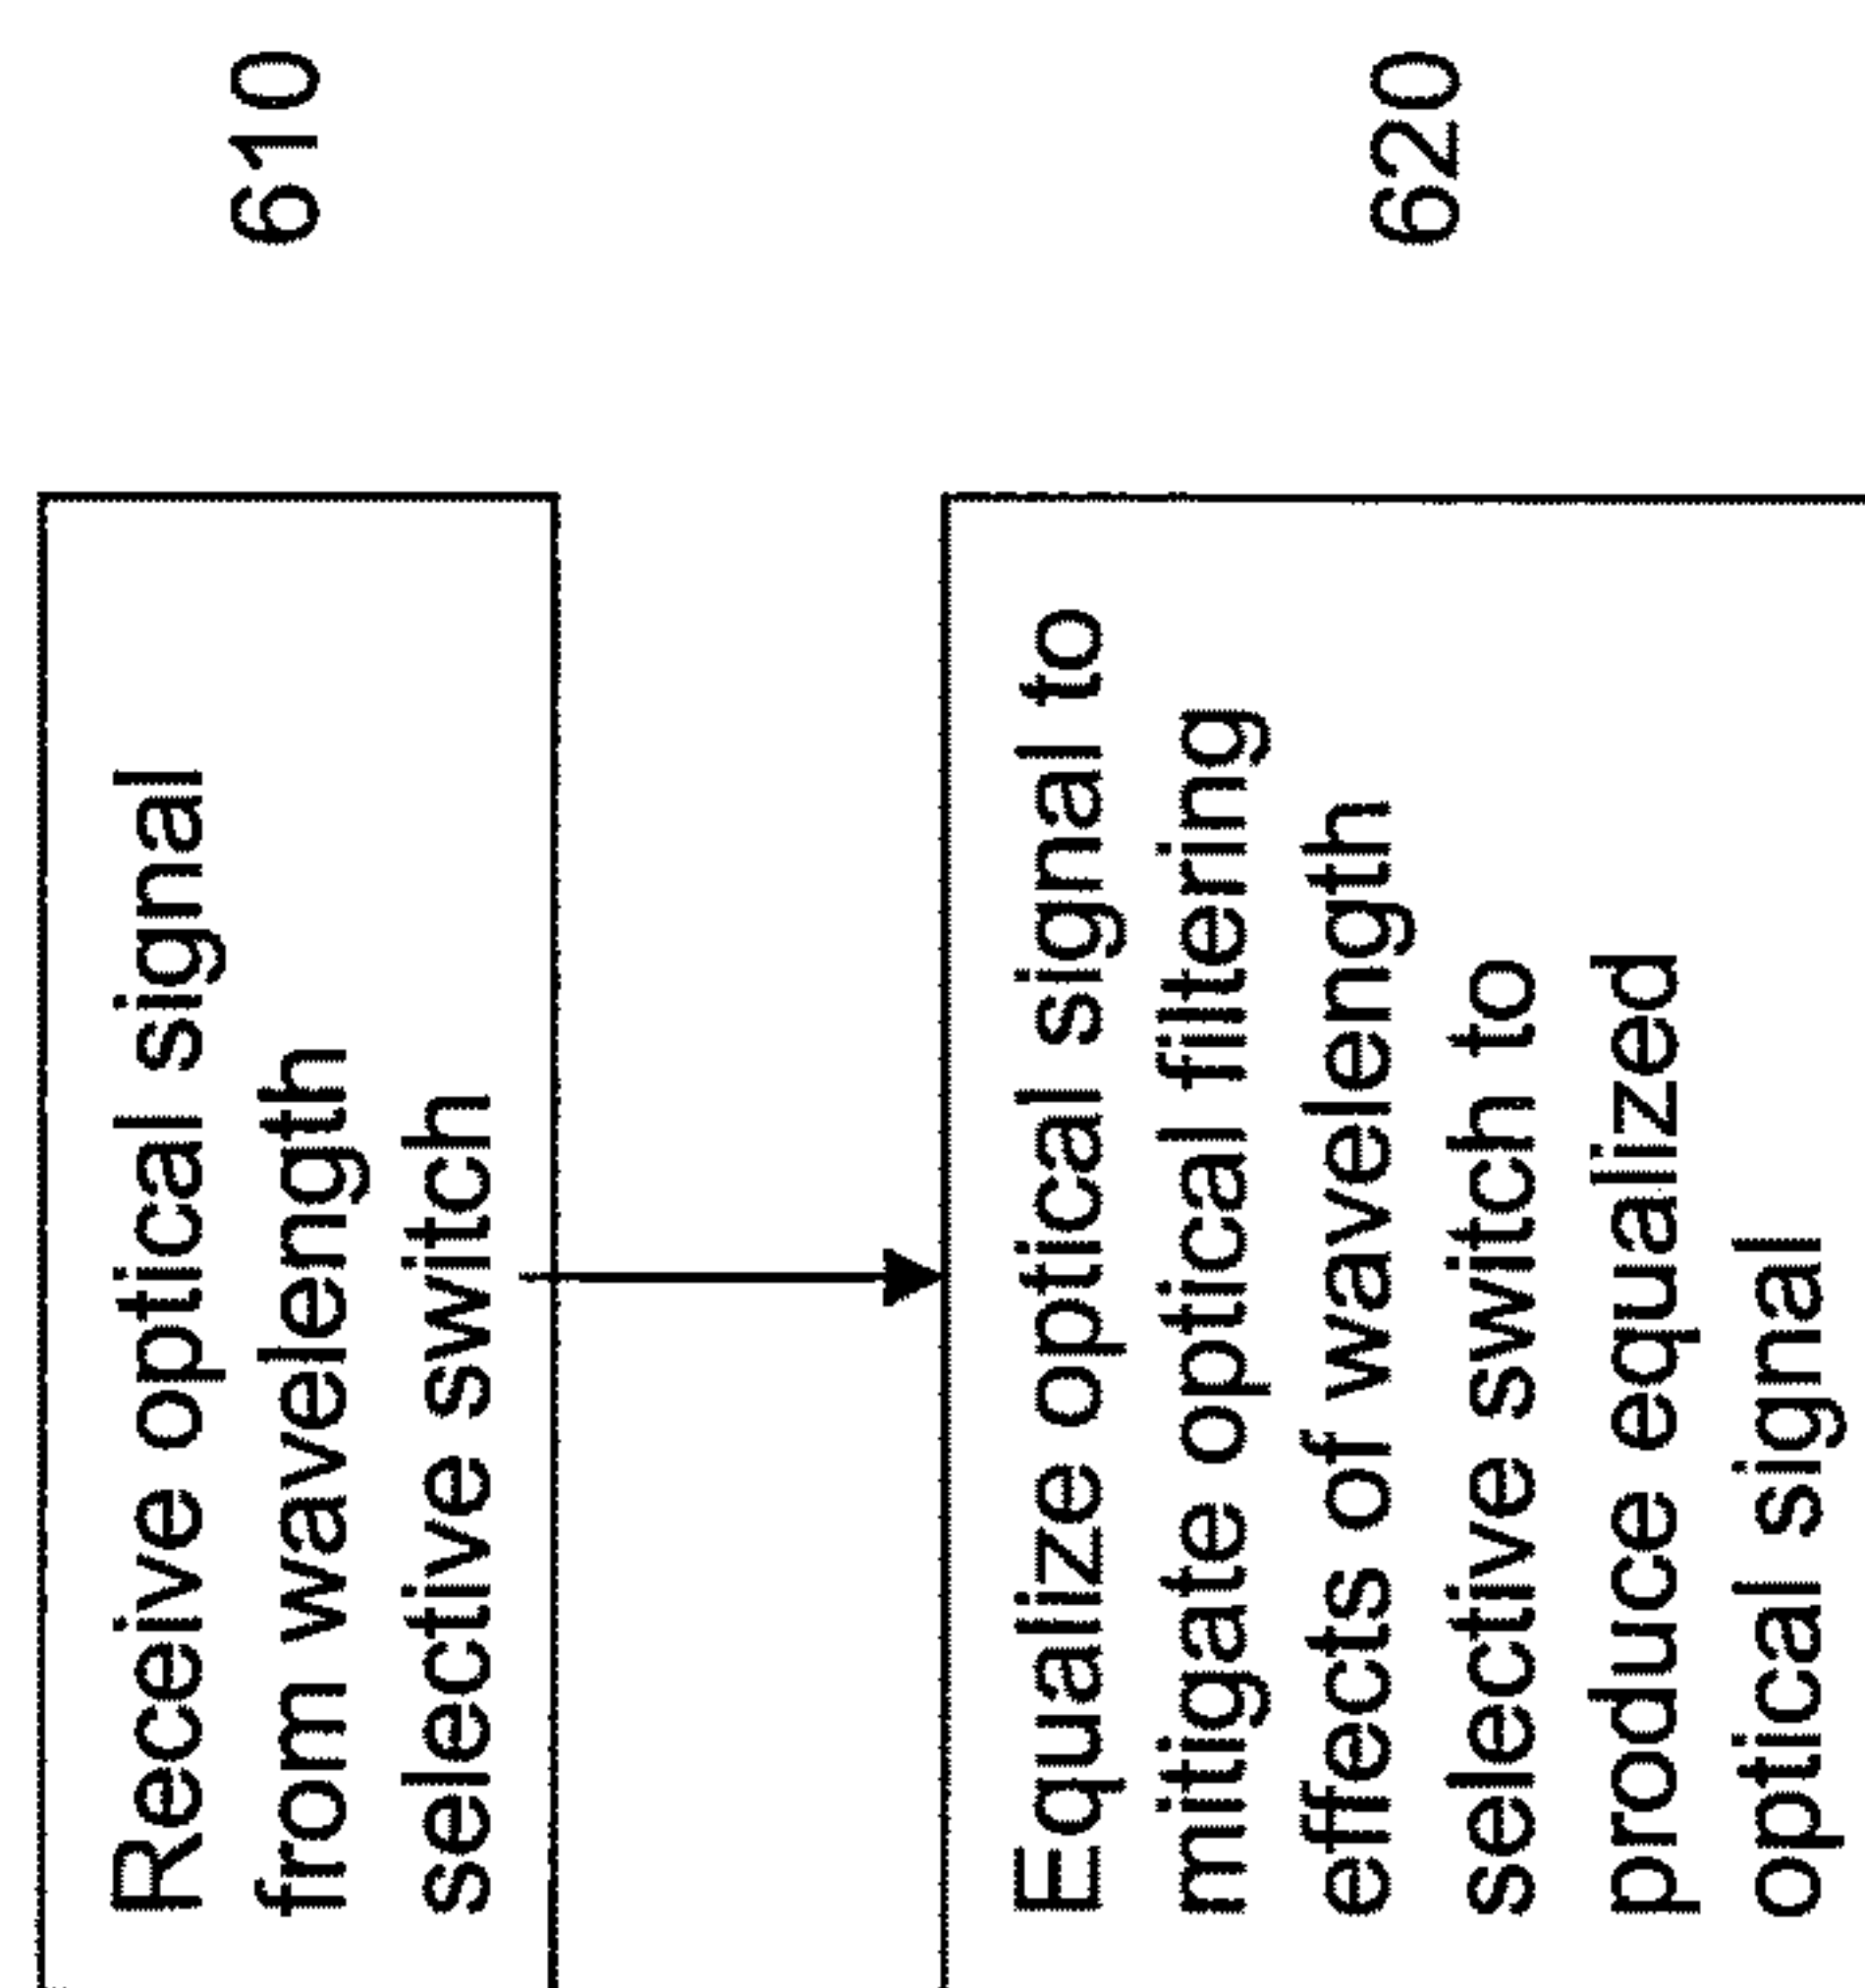 Receive optical signal
from wavelength
selective switch
610
Equalize optical signal to
mitigate optical filtering
effects of wavelength
selective switch to
produce equalized
optical signal
620